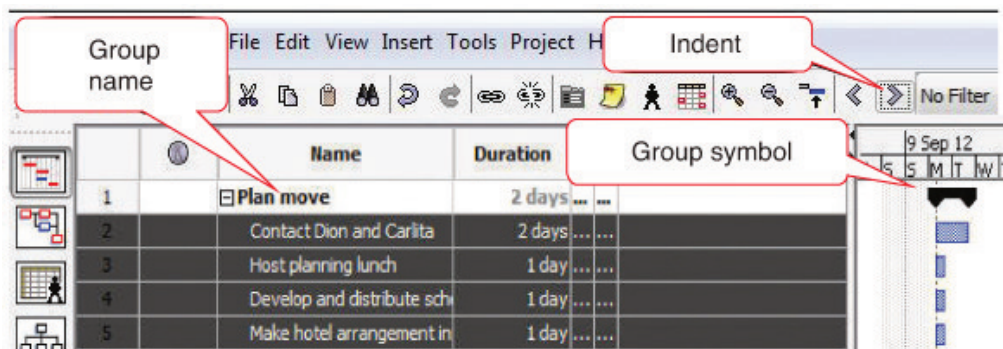 Group name
File Edit View Insert Tools Project H
Indent
No Filter
Group symbol
Name Duration
9 Sep 12
S S M T W T
1 Plan move 2 days ... ...
2 Contact Dion and Carlita 2 days ... ...
3 Host planning lunch 1 day ... ...
4 Develop and distribute sche 1 day ... ...
5 Make hotel arrangement in 1 day ... ...